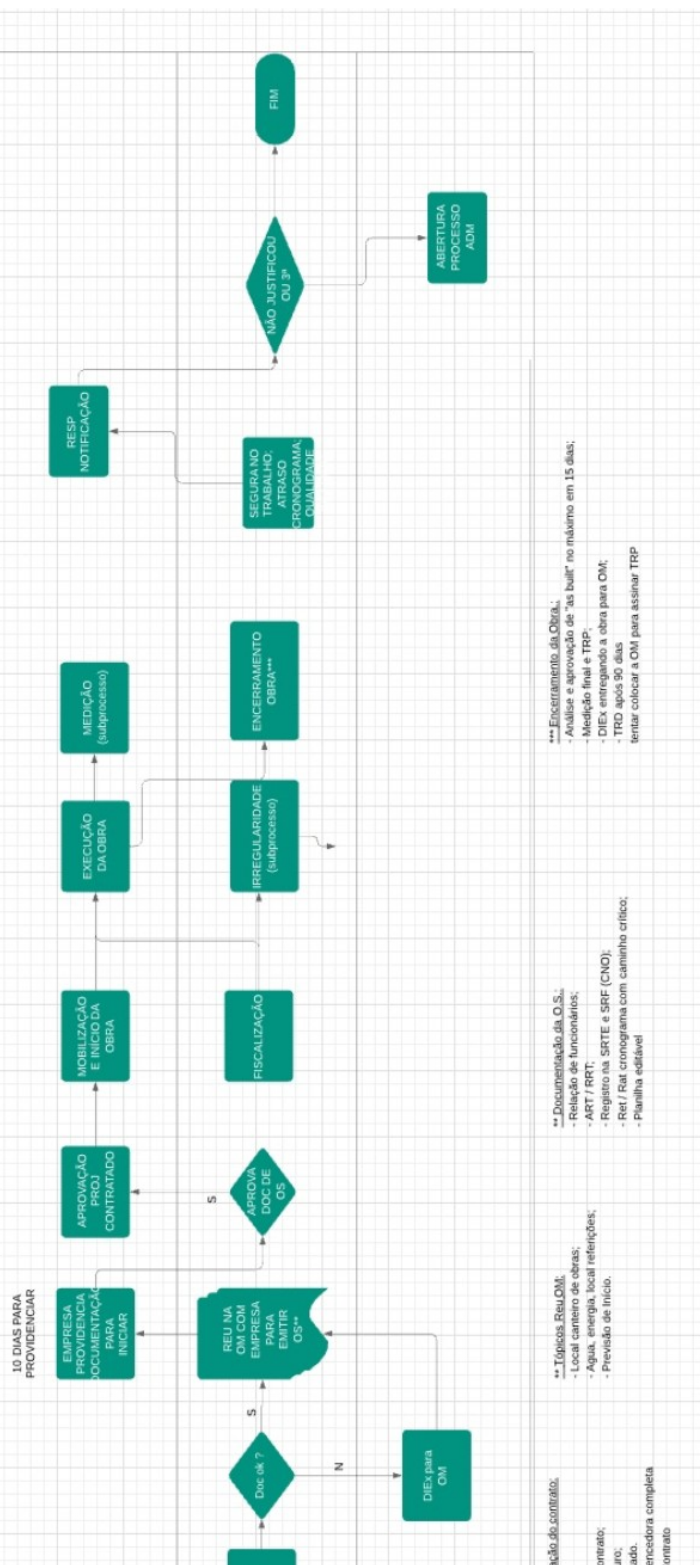 10 DIAS PARA
PROVIDENCIAR
EMPRESA
PROVIDENCIA
DOCUMENTAÇÃO
PARA
INICIAR
APROVAÇÃO
PROJ
CONTRATADO
MOBILIZAÇÃO
E INÍCIO DA
OBRA
EXECUÇÃO
DA OBRA
MEDIÇÃO
(subprocesso)
RESP
NOTIFICAÇÃO
Doc ok ?
S
N
REU NA
OM COM
EMPRESA
PARA
EMITIR
OS**
APROVA
DOC DE
OS
S
FISCALIZAÇÃO
IRREGULARIDADE
(subprocesso)
ENCERRAMENTO
OBRA***
SEGURA NO
TRABALHO;
ATRASO
CRONOGRAMA;
QUALIDADE
NÃO JUSTIFICOU
OU 3ª
FIM
DIEx para
OM
ABERTURA
PROCESSO
ADM
ação do contrato:
ontrato;
uro;
ado.
encedora completa
ontrato
** Tópicos Reu OM:
- Local canteiro de obras;
- Agua, energia, local referições;
- Previsão de Início.
** Documentação da O.S.:
- Relação de funcionários;
- ART / RRT;
- Registro na SRTE e SRF (CNO);
- Ret / Rat cronograma com caminho crítico;
- Planilha editável
*** Encerramento da Obra.:
- Análise e aprovação de "as built" no máximo em 15 dias;
- Medição final e TRP;
- DIEx entregando a obra para OM;
- TRD após 90 dias
tentar colocar a OM para assinar TRP